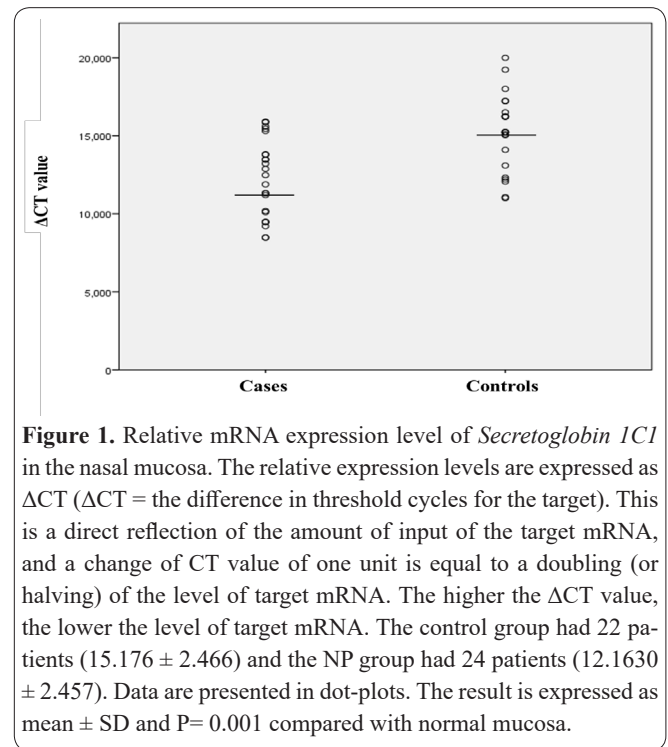 20,000
15,000
10,000
5,000
0
ΔCT value
Cases Controls
Figure 1. Relative mRNA expression level of Secretoglobin 1C1
in the nasal mucosa. The relative expression levels are expressed as
ΔCT (ΔCT = the difference in threshold cycles for the target). This
is a direct reflection of the amount of input of the target mRNA,
and a change of CT value of one unit is equal to a doubling (or
halving) of the level of target mRNA. The higher the ΔCT value,
the lower the level of target mRNA. The control group had 22 pa-
tients (15.176 ± 2.466) and the NP group had 24 patients (12.1630
± 2.457). Data are presented in dot-plots. The result is expressed as
mean ± SD and P= 0.001 compared with normal mucosa.